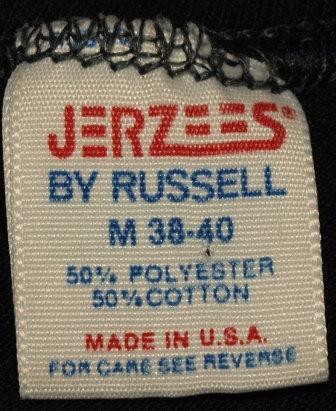 JERZEES®
BY RUSSELL
M 38-40
50% POLYESTER
50% COTTON
MADE IN U.S.A.
FOR CARE SEE REVERSE